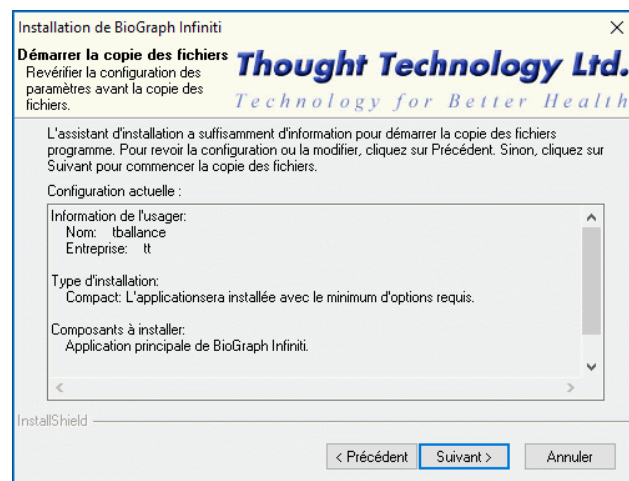 Installation de BioGraph Infiniti
Démarrer la copie des fichiers
Revérifier la configuration des
paramètres avant la copie des
fichiers.
Thought Technology Ltd.
Technology for Better Health
L'assistant d'installation a suffisamment d'information pour démarrer la copie des fichiers
programme. Pour revoir la configuration ou la modifier, cliquez sur Précédent. Sinon, cliquez sur
Suivant pour commencer la copie des fichiers.
Configuration actuelle :
Information de l'usager:
Nom: tballance
Entreprise: tt
Type d'installation:
Compact: L'applicationsera installée avec le minimum d'options requis.
Composants à installer:
Application principale de BioGraph Infiniti.
InstallShield
< Précédent
Suivant >
Annuler